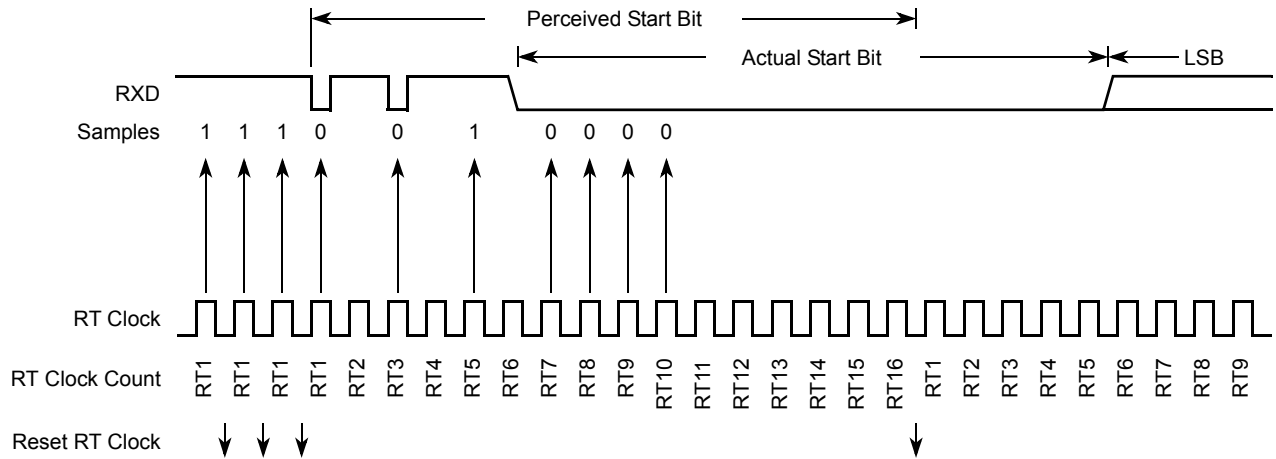 Perceived Start Bit
Actual Start Bit
LSB
RXD
Samples 1 1 1 0 0 1 0 0 0 0
RT Clock
RT Clock Count RT1 RT1 RT1 RT1 RT2 RT3 RT4 RT5 RT6 RT7 RT8 RT9 RT10 RT11 RT12 RT13 RT14 RT15 RT16 RT1 RT2 RT3 RT4 RT5 RT6 RT7 RT8 RT9
Reset RT Clock